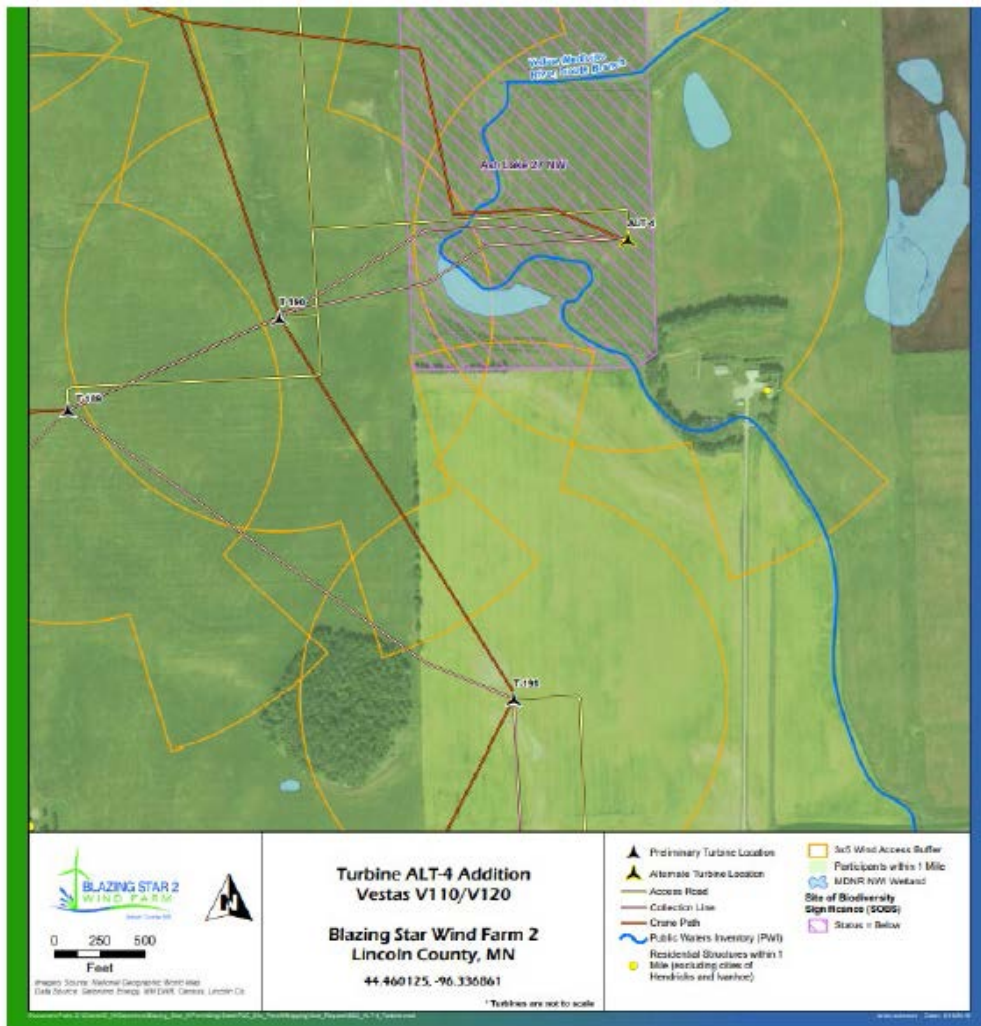 Yellow Medicine
River, South Branch
Ash Lake 27 NW
ALT-4
T-190
T-189
BLAZING STAR 2
WIND FARM
N
0 250 500
Feet
Imagery Source: National Geographic World Map
Turbine ALT-4 Addition
Vestas V110/V120
Blazing Star Wind Farm 2
Lincoln County, MN
44.460125, -96.336861
* Turbines are not to scale
Preliminary Turbine Location
Alternate Turbine Location
Access Road
Collection Line
Crane Path
Public Waters Inventory (PWI)
Residential Structures within 1
Mile (excluding cities of
Hendricks and Ivanhoe)
3x5 Wind Access Buffer
Participants within 1 Mile
MDNR NWI Wetland
Site of Biodiversity
Significance (SOBS)
Status = Below